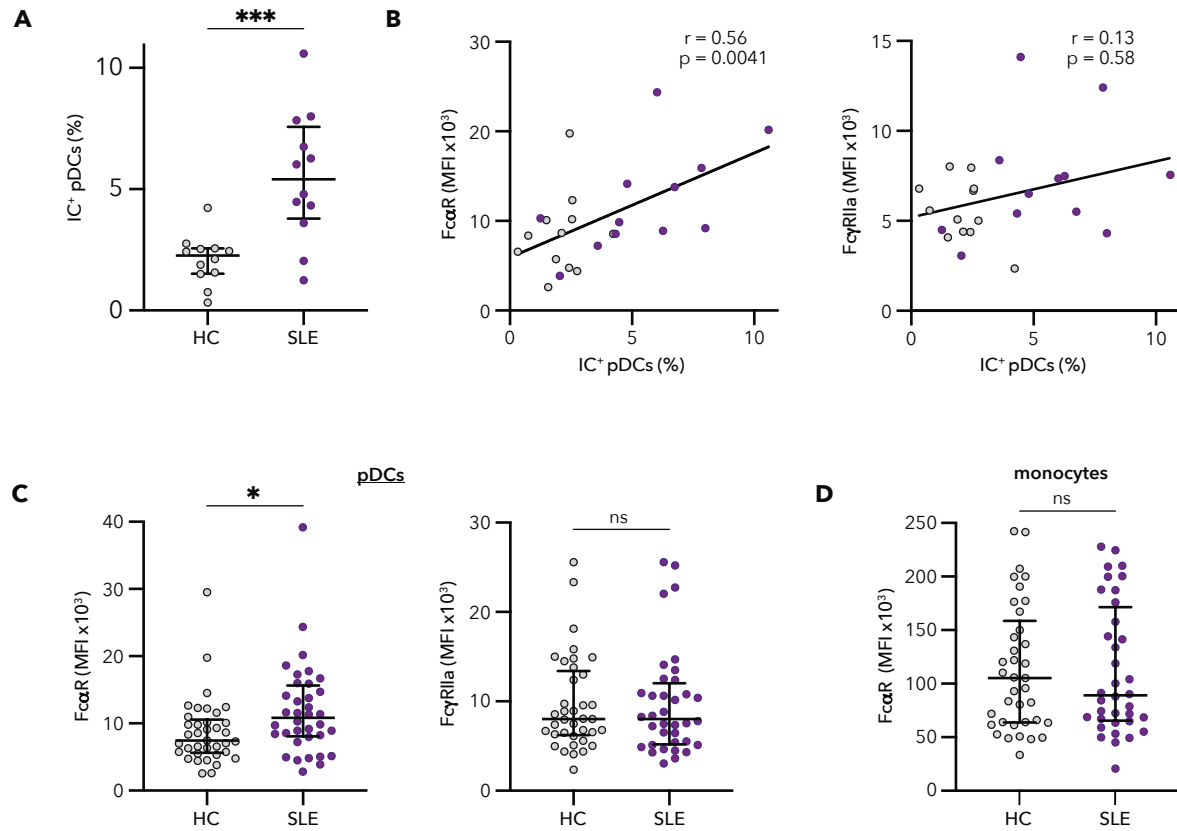 A
***
IC⁺ pDCs (%)
10
5
0
HC
SLE
B
r = 0.56
p = 0.0041
FcαR (MFI x10³)
30
20
10
0
0
5
10
IC⁺ pDCs (%)
r = 0.13
p = 0.58
FcγRIIa (MFI x10³)
15
10
5
0
0
5
10
IC⁺ pDCs (%)
C
pDCs
*
FcαR (MFI x10³)
40
30
20
10
0
HC
SLE
ns
FcγRIIa (MFI x10³)
30
20
10
0
HC
SLE
D
monocytes
ns
FcαR (MFI x10³)
250
200
150
100
50
0
HC
SLE